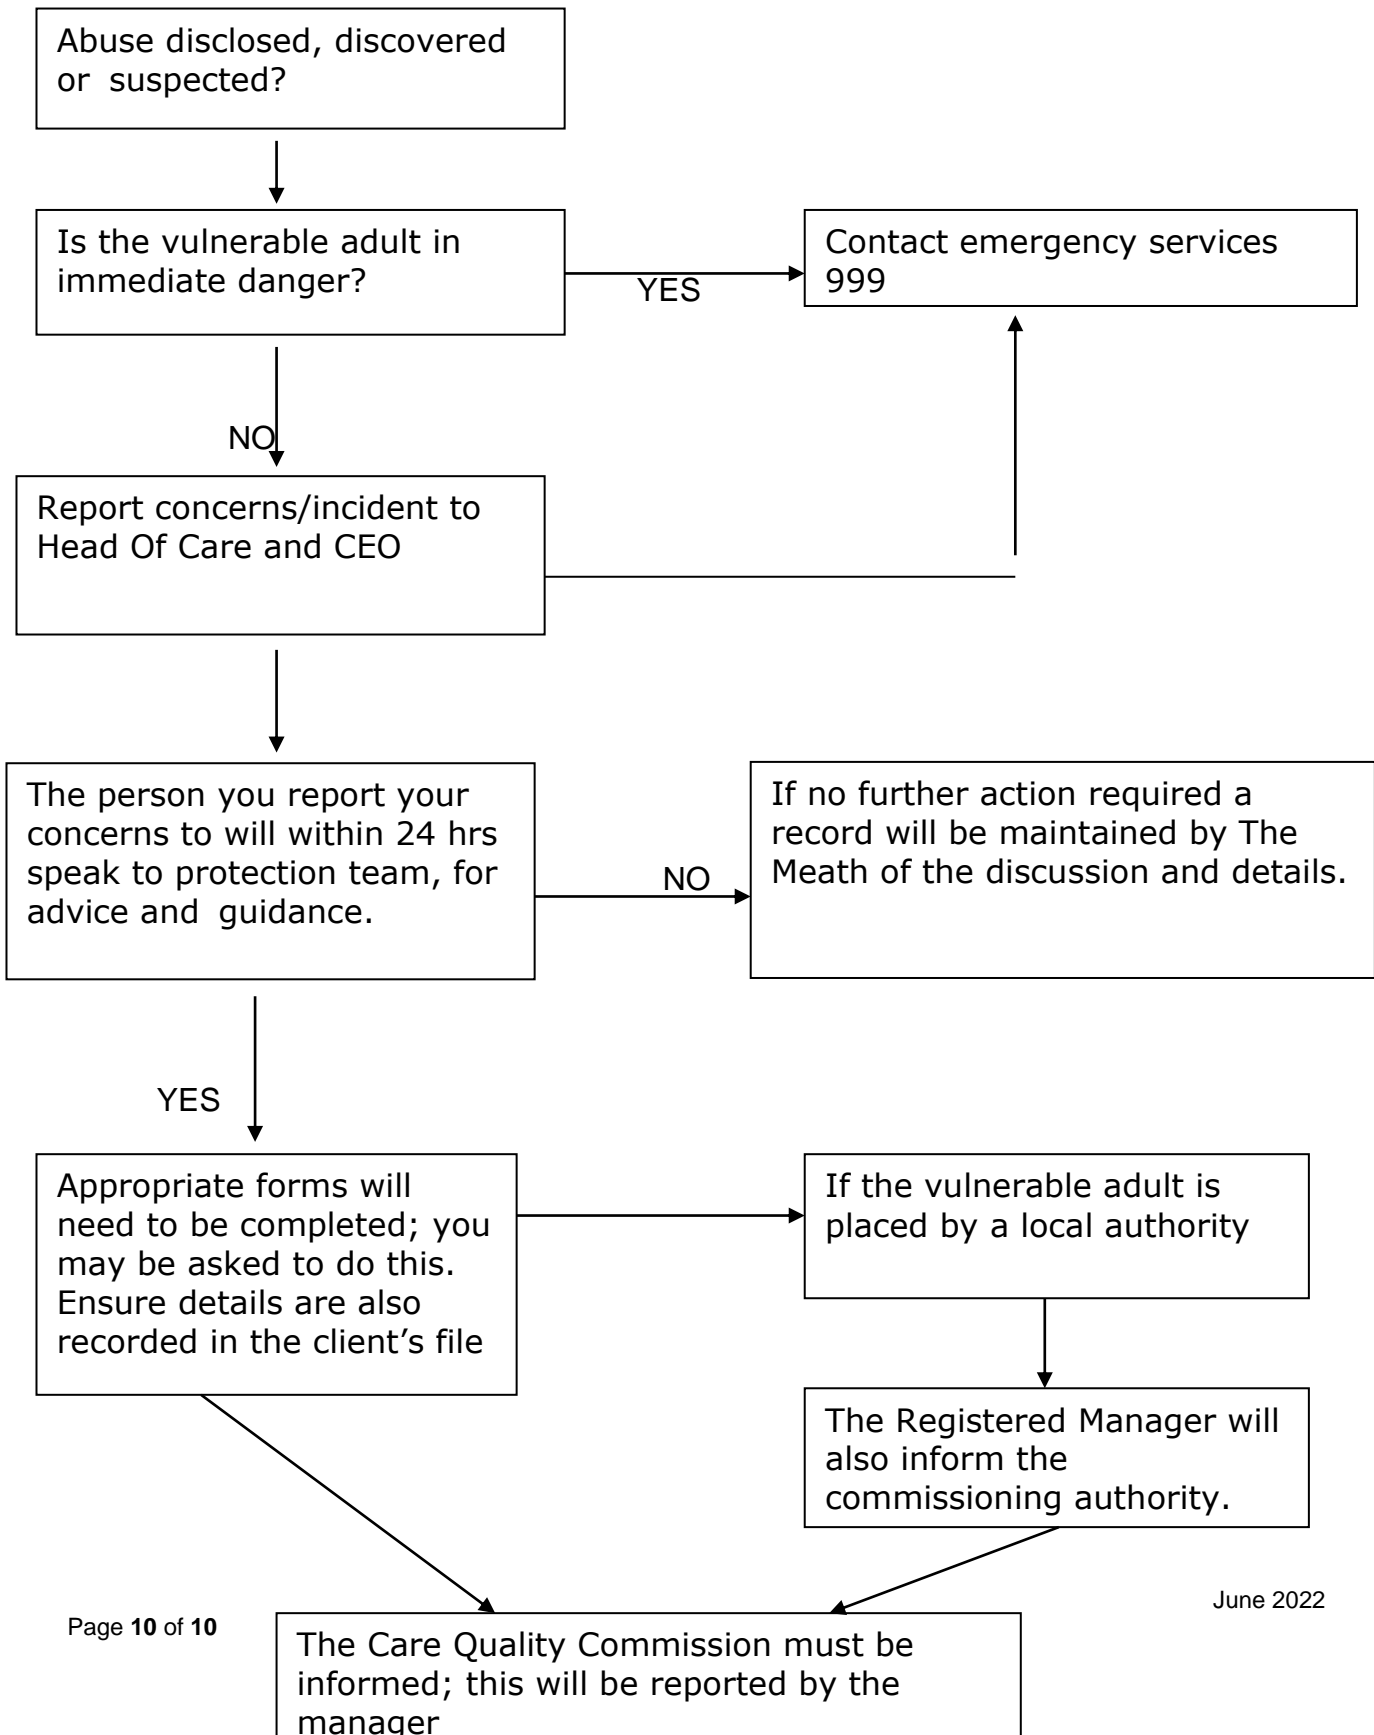 Abuse disclosed, discovered
or suspected?
Is the vulnerable adult in
immediate danger?
YES
Contact emergency services
999
NO
Report concerns/incident to
Head Of Care and CEO
The person you report your
concerns to will within 24 hrs
speak to protection team, for
advice and guidance.
NO
If no further action required a
record will be maintained by The
Meath of the discussion and details.
YES
Appropriate forms will
need to be completed; you
may be asked to do this.
Ensure details are also
recorded in the client's file
If the vulnerable adult is
placed by a local authority
The Registered Manager will
also inform the
commissioning authority.
June 2022
Page 10 of 10
The Care Quality Commission must be
informed; this will be reported by the
manager